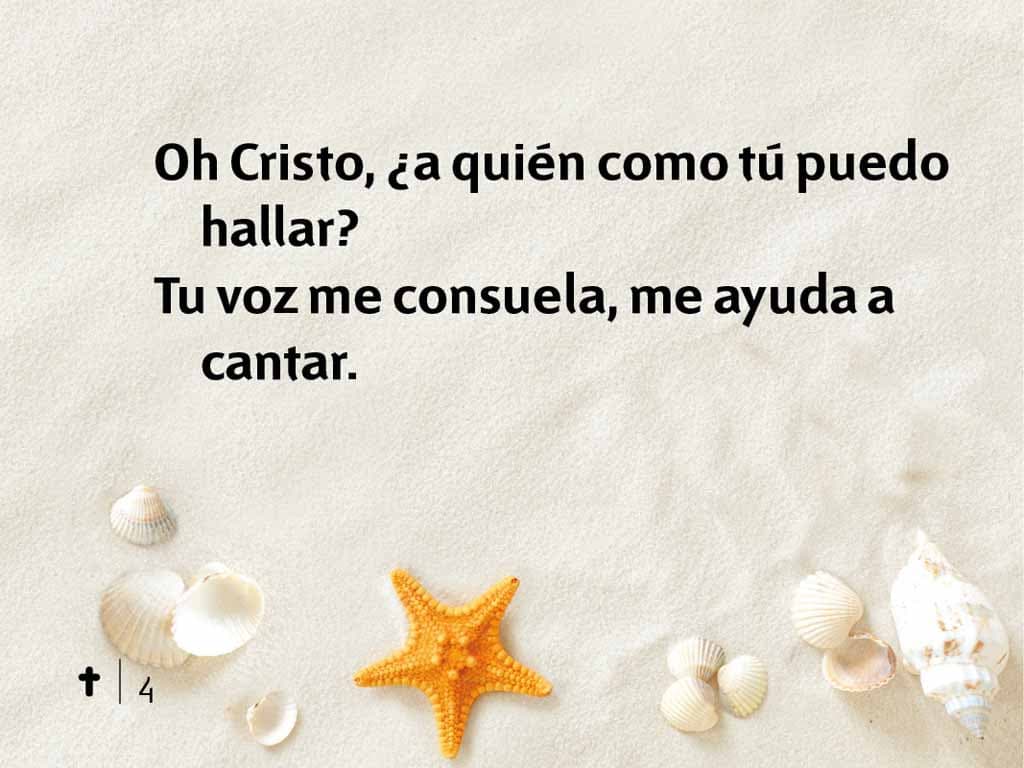 Oh Cristo, ¿a quién como tú puedo
hallar?
Tu voz me consuela, me ayuda a
cantar.
4